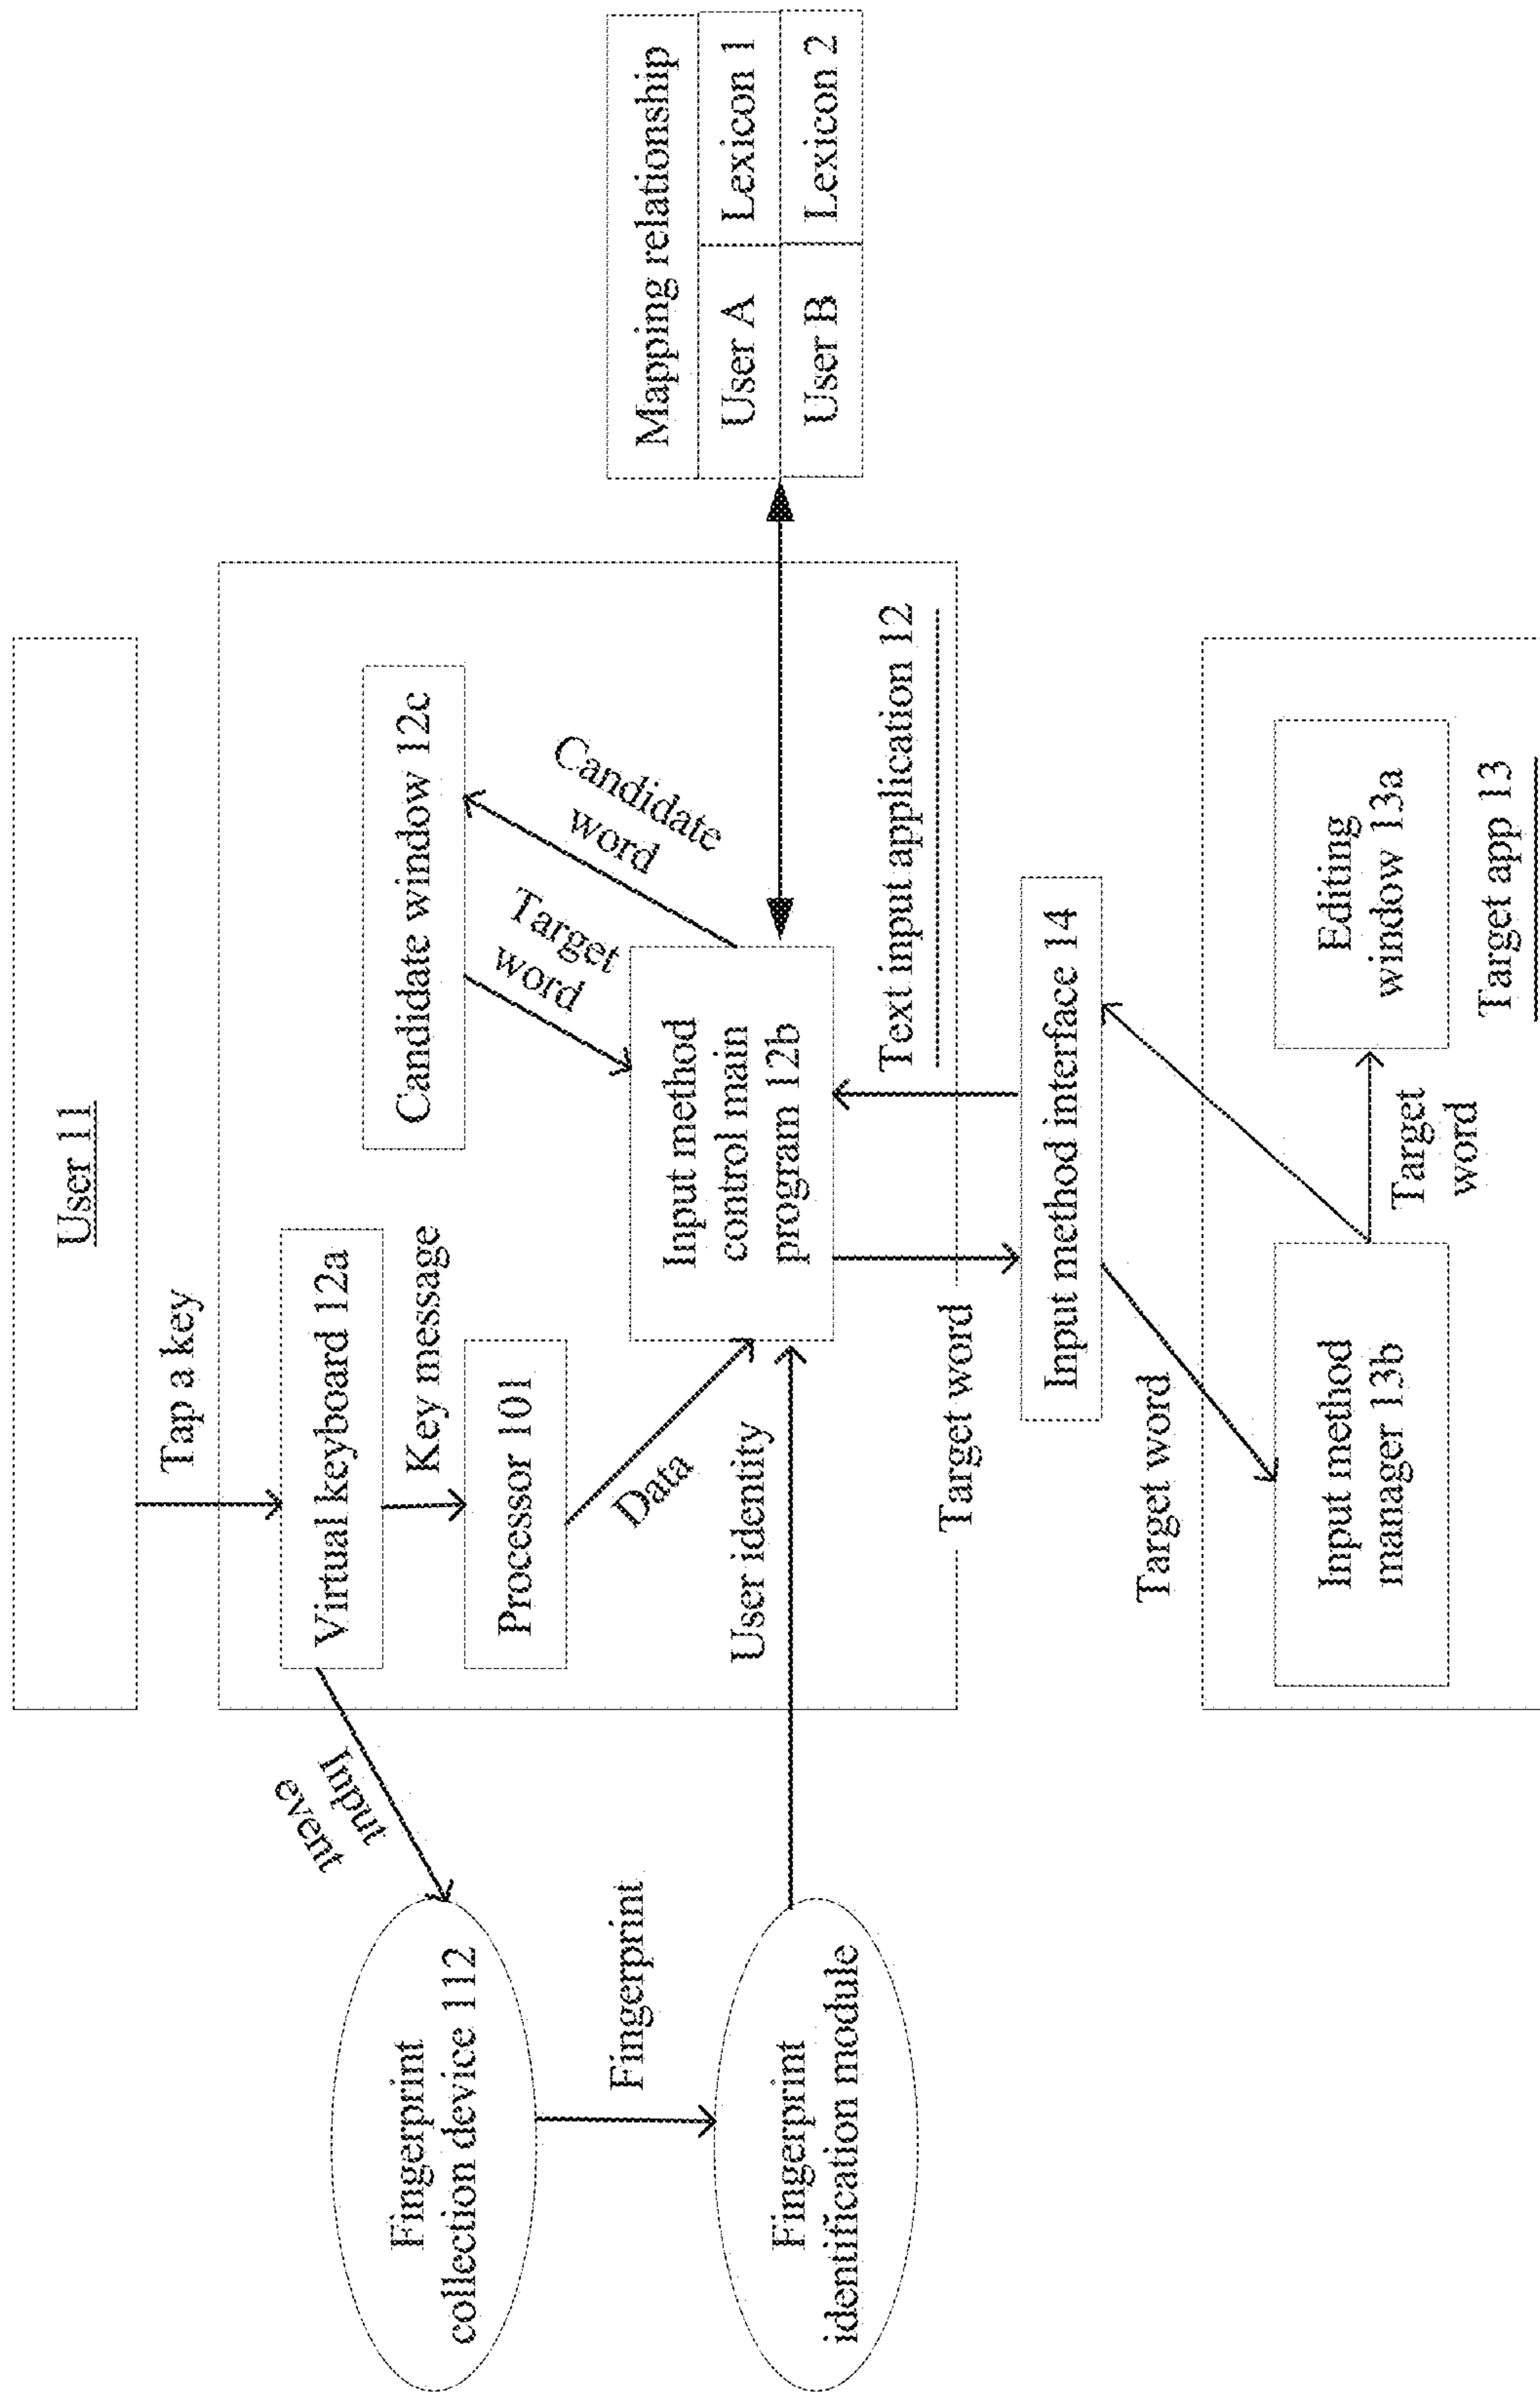 User 11
Tap a key
Virtual keyboard 12a
Candidate window 12c
Input
event
Key message
Fingerprint
collection device 112
Processor 101
Target
word
Candidate
word
Data
Fingerprint
Input method
control main
program 12b
Mapping relationship
User A
Lexicon 1
User B
Lexicon 2
User identity
Fingerprint
identification module
Text input application 12
Target word
Input method interface 14
Target word
Input method
manager 13b
Target
word
Editing
window 13a
Target app 13